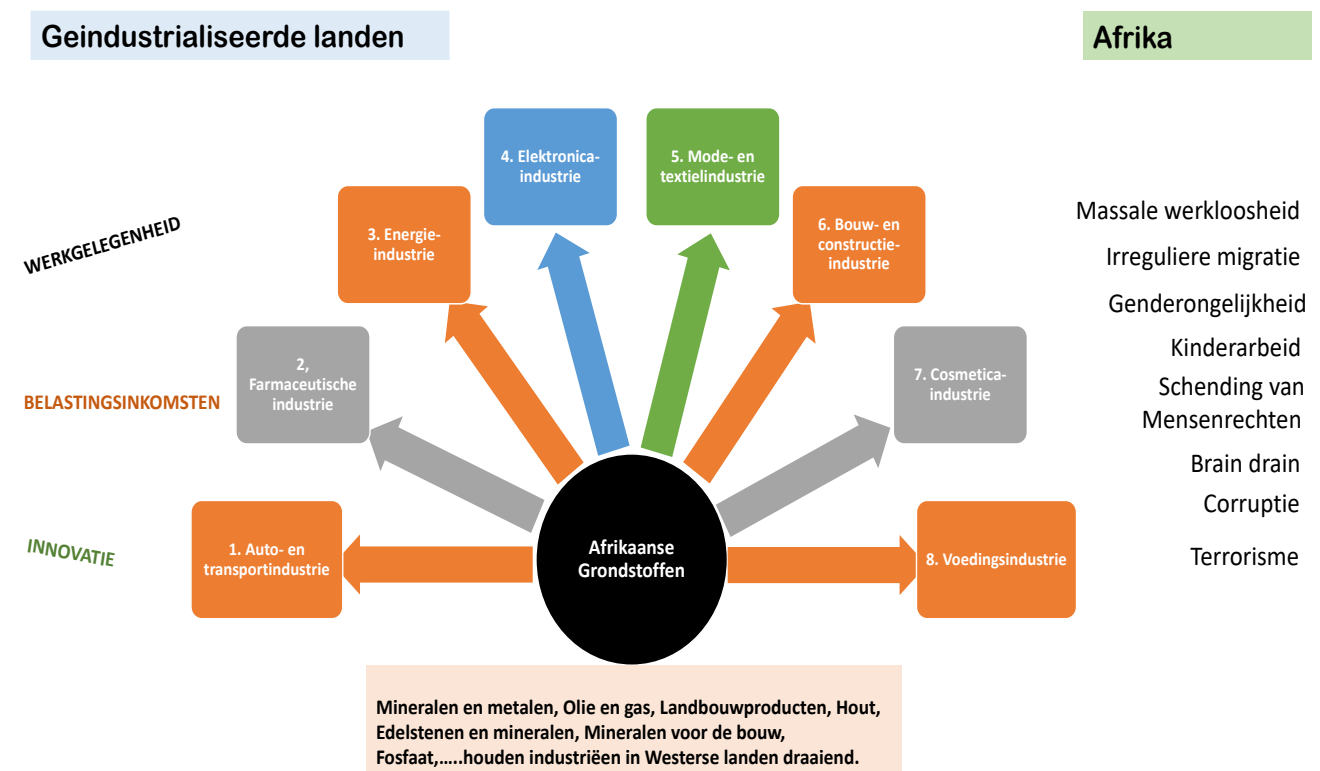 Geindustrialiseerde landen
Afrika
WERKGELEGENHEID
BELASTINGSINKOMSTEN
INNOVATIE
1. Auto- en
transportindustrie
2,
Farmaceutische
industrie
3. Energie-
industrie
4. Elektronica-
industrie
5. Mode- en
textielindustrie
6. Bouw- en
constructie-
industrie
7. Cosmetica-
industrie
8. Voedingsindustrie
Afrikaanse
Grondstoffen
Massale werkloosheid
Irreguliere migratie
Genderongelijkheid
Kinderarbeid
Schending van
Mensenrechten
Brain drain
Corruptie
Terrorisme
Mineralen en metalen, Olie en gas, Landbouwproducten, Hout,
Edelstenen en mineralen, Mineralen voor de bouw,
Fosfaat,…..houden industriëen in Westerse landen draaiend.